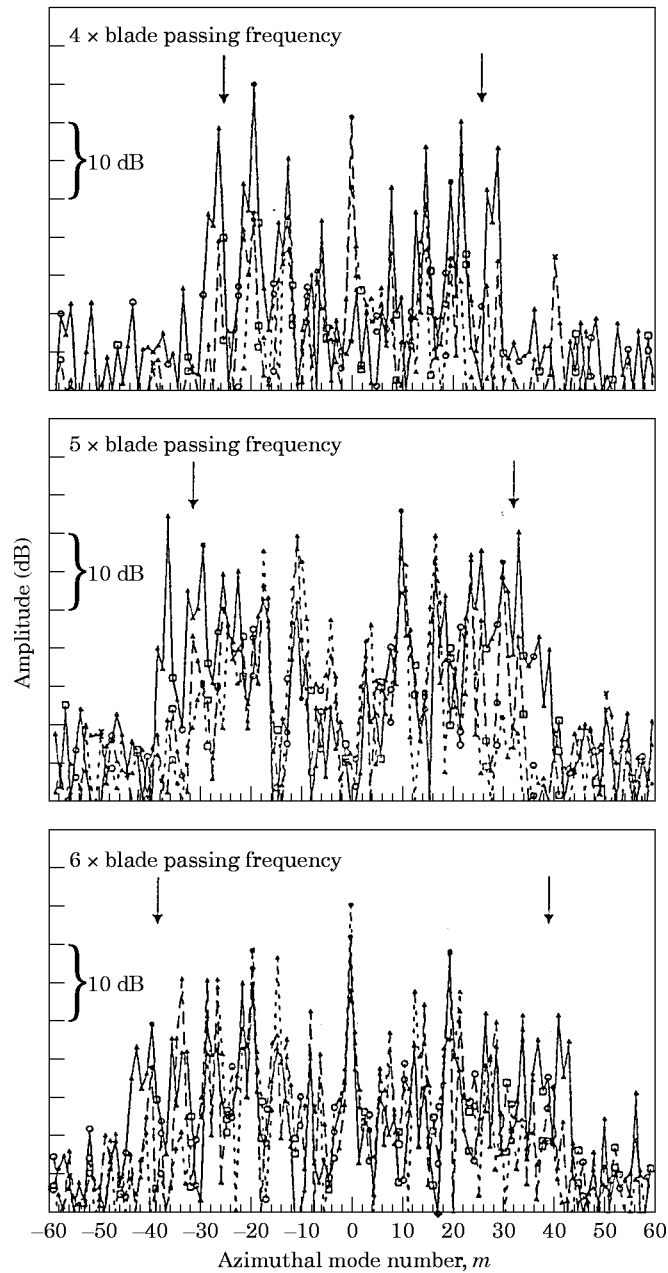 4 × blade passing frequency
10 dB
5 × blade passing frequency
10 dB
Amplitude (dB)
6 × blade passing frequency
10 dB
–60 –50 –40 –30 –20 –10 0 10 20 30 40 50 60
Azimuthal mode number, m